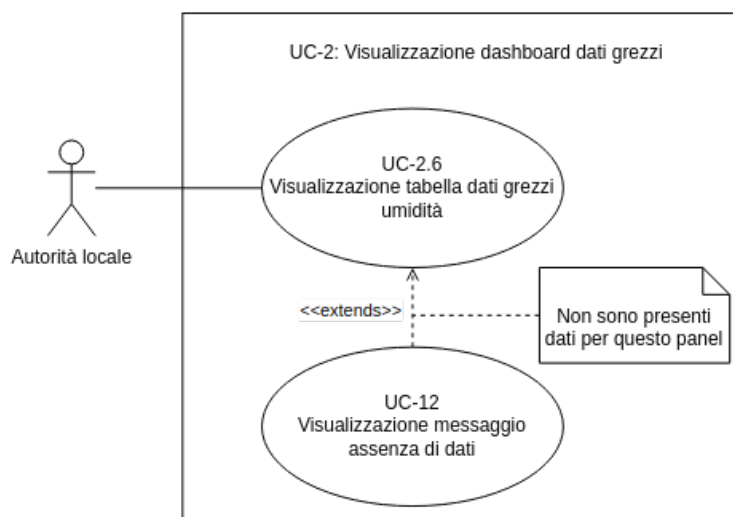 UC-2: Visualizzazione dashboard dati grezzi
UC-2.6
Visualizzazione tabella dati grezzi
umidità
Autorità locale
<<extends>>
Non sono presenti
dati per questo panel
UC-12
Visualizzazione messaggio
assenza di dati